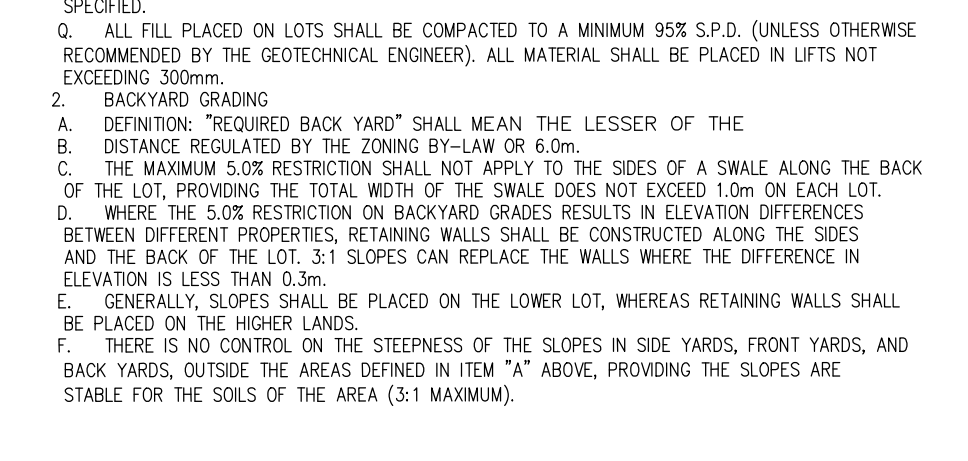 SPECIFIED.
Q. ALL FILL PLACED ON LOTS SHALL BE COMPACTED TO A MINIMUM 95% S.P.D. (UNLESS OTHERWISE
RECOMMENDED BY THE GEOTECHNICAL ENGINEER). ALL MATERIAL SHALL BE PLACED IN LIFTS NOT
EXCEEDING 300mm.
2. BACKYARD GRADING
A. DEFINITION: "REQUIRED BACK YARD" SHALL MEAN THE LESSER OF THE
B. DISTANCE REGULATED BY THE ZONING BY-LAW OR 6.0m.
C. THE MAXIMUM 5.0% RESTRICTION SHALL NOT APPLY TO THE SIDES OF A SWALE ALONG THE BACK
OF THE LOT, PROVIDING THE TOTAL WIDTH OF THE SWALE DOES NOT EXCEED 1.0m ON EACH LOT.
D. WHERE THE 5.0% RESTRICTION ON BACKYARD GRADES RESULTS IN ELEVATION DIFFERENCES
BETWEEN DIFFERENT PROPERTIES, RETAINING WALLS SHALL BE CONSTRUCTED ALONG THE SIDES
AND THE BACK OF THE LOT. 3:1 SLOPES CAN REPLACE THE WALLS WHERE THE DIFFERENCE IN
ELEVATION IS LESS THAN 0.3m.
E. GENERALLY, SLOPES SHALL BE PLACED ON THE LOWER LOT, WHEREAS RETAINING WALLS SHALL
BE PLACED ON THE HIGHER LANDS.
F. THERE IS NO CONTROL ON THE STEEPNESS OF THE SLOPES IN SIDE YARDS, FRONT YARDS, AND
BACK YARDS, OUTSIDE THE AREAS DEFINED IN ITEM "A" ABOVE, PROVIDING THE SLOPES ARE
STABLE FOR THE SOILS OF THE AREA (3:1 MAXIMUM).